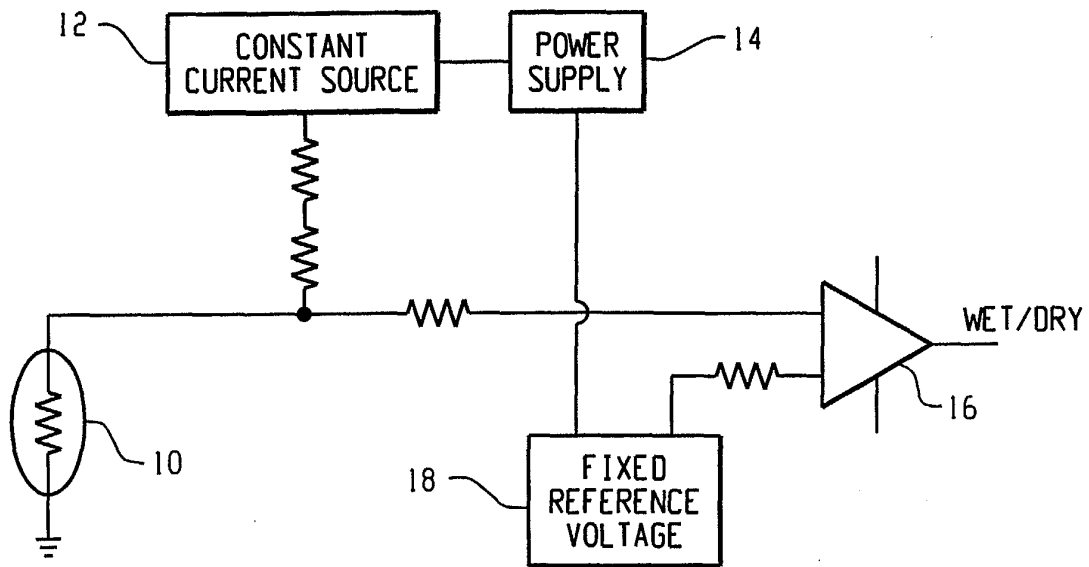 12
CONSTANT
CURRENT SOURCE
POWER
SUPPLY
14
WET/DRY
16
10
18
FIXED
REFERENCE
VOLTAGE